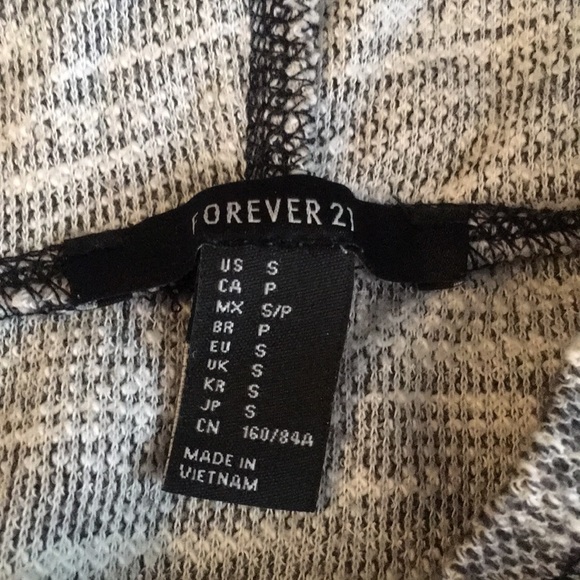 FOREVER 21
US S
CA P
MX S/P
BR P
EU S
UK S
KR S
JP S
CN 160/84A
MADE IN
VIETNAM